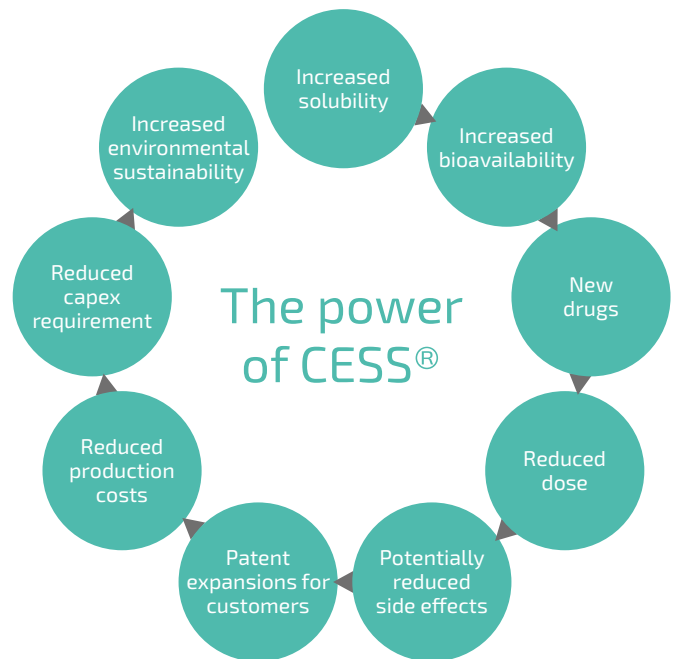 Increased
solubility
Increased
bioavailability
New
drugs
Reduced
dose
Potentially
reduced
side effects
Patent
expansions for
customers
Reduced
production
costs
Reduced
capex
requirement
Increased
environmental
sustainability
The power
of CESS®